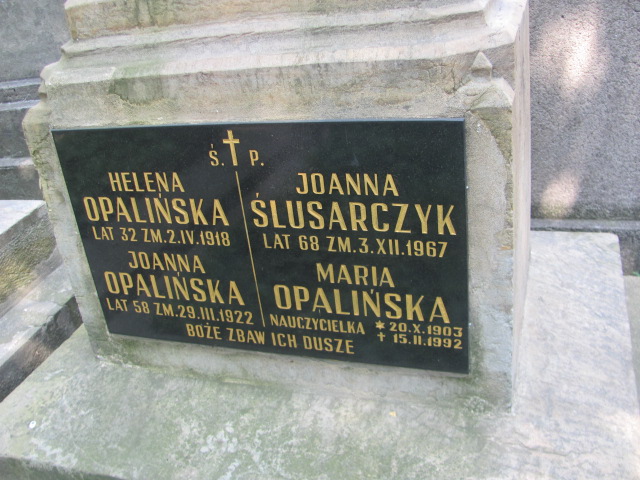 Ś. † P.
HELENA
OPALIŃSKA
LAT 32 ZM.2.IV.1918
JOANNA
OPALIŃSKA
LAT 58 ZM.29.III.1922
JOANNA
ŚLUSARCZYK
LAT 68 ZM.3.XII.1967
MARIA
OPALIŃSKA
NAUCZYCIELKA * 20.X.1903
† 15.II.1992
BOŻE ZBAW ICH DUSZE